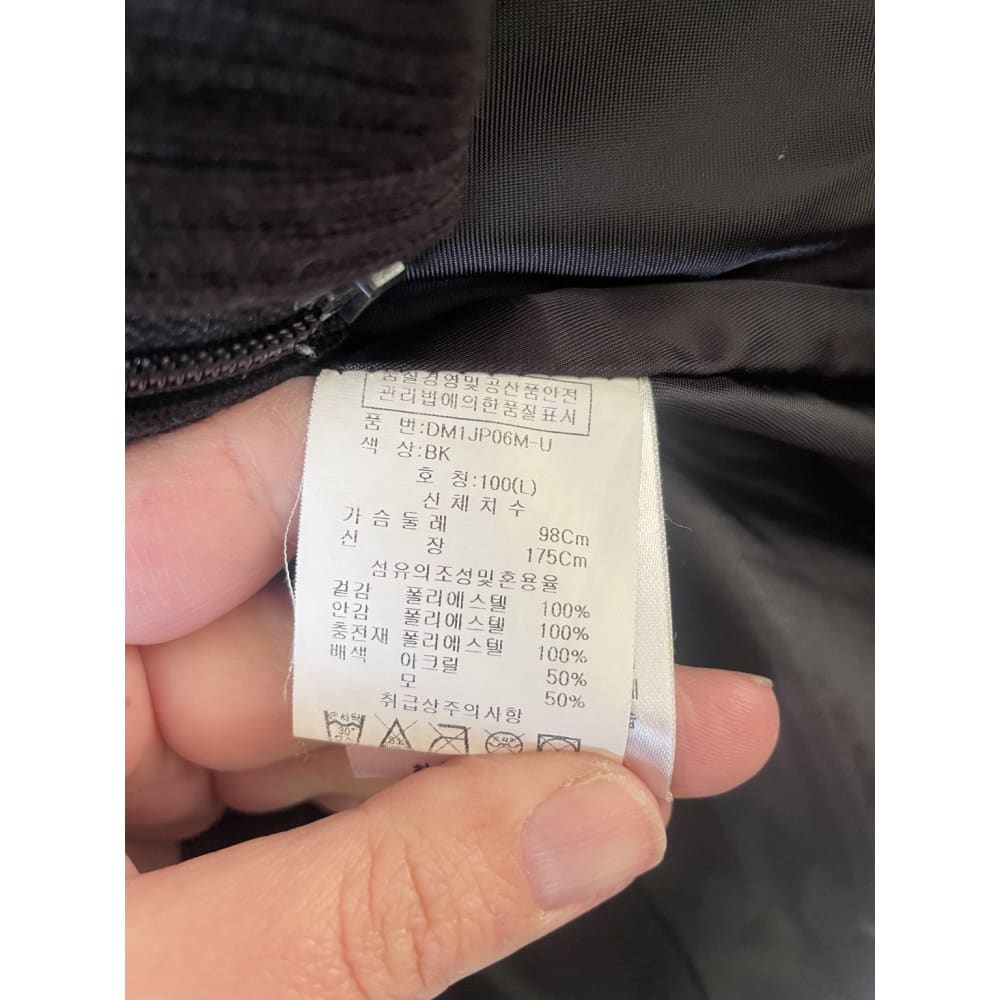 품질경영및공산품안전
관리법에의한품질표시
품 번:DM1JP06M-U
색 상:BK
호 칭:100(L)
신체치수
가슴둘레 98Cm
신 장 175Cm
섬유의조성및혼용율
겉감 폴리에스텔 100%
안감 폴리에스텔 100%
충전재 폴리에스텔 100%
배색 아크릴 50%
모 50%
취급상주의사항
손세탁
30°